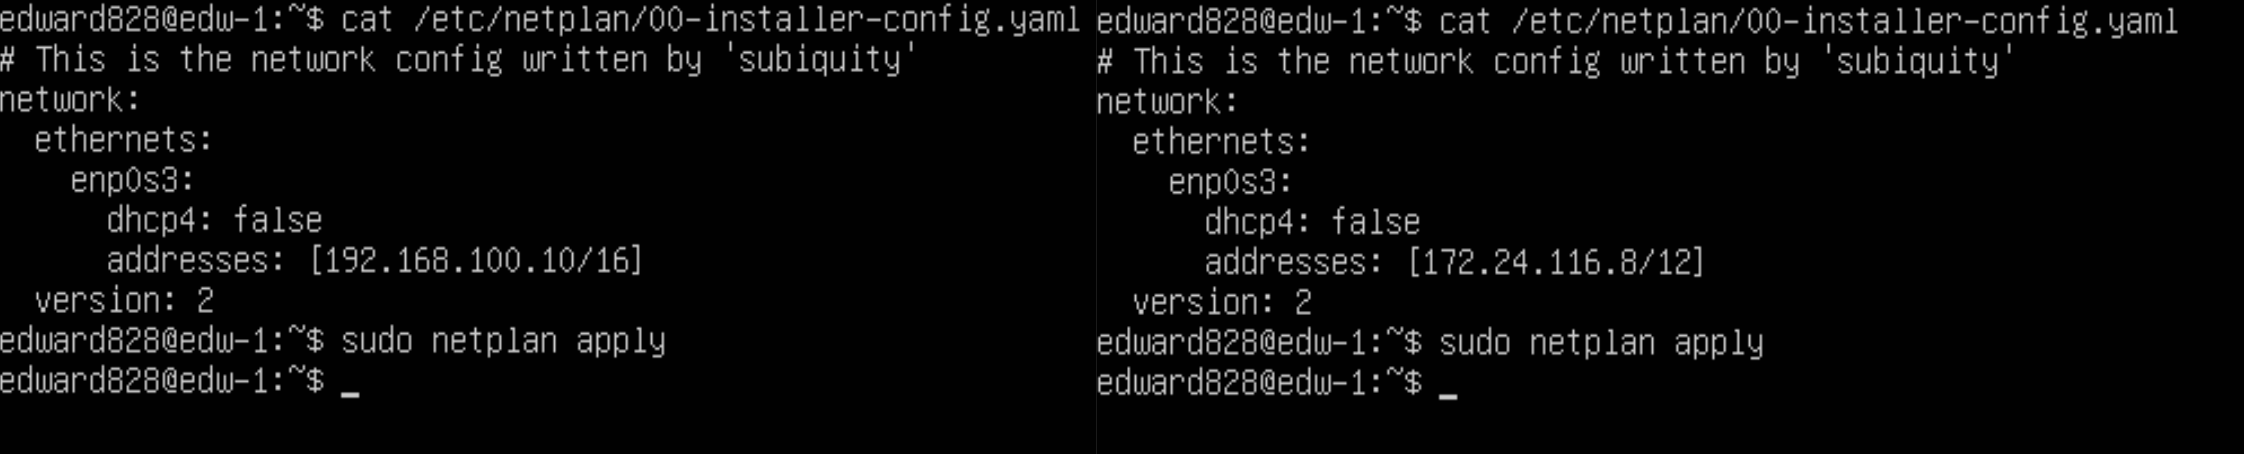 edward828@edw-1:~$ cat /etc/netplan/00-installer-config.yaml
# This is the network config written by 'subiquity'
network:
  ethernets:
    enp0s3:
      dhcp4: false
      addresses: [192.168.100.10/16]
  version: 2
edward828@edw-1:~$ sudo netplan apply
edward828@edw-1:~$ _
edward828@edw-1:~$ cat /etc/netplan/00-installer-config.yaml
# This is the network config written by 'subiquity'
network:
  ethernets:
    enp0s3:
      dhcp4: false
      addresses: [172.24.116.8/12]
  version: 2
edward828@edw-1:~$ sudo netplan apply
edward828@edw-1:~$ _